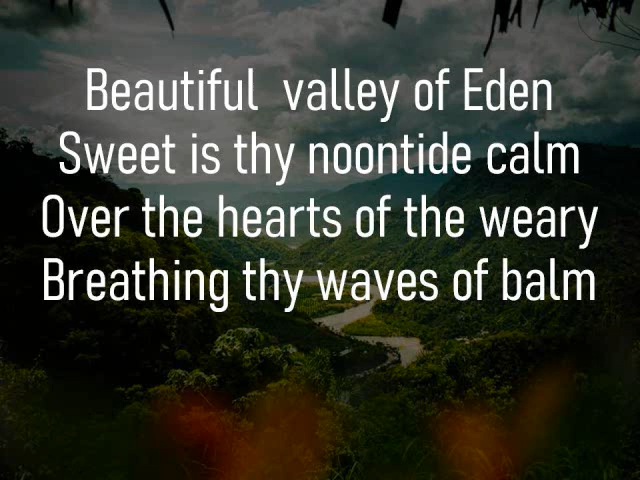 Beautiful  valley of Eden
Sweet is thy noontide calm
Over the hearts of the weary
Breathing thy waves of balm